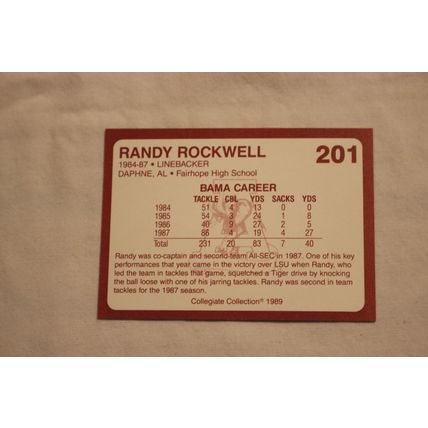 RANDY ROCKWELL 201
1984-87 • LINEBACKER
DAPHNE, AL • Fairhope High School
BAMA CAREER
TACKLE CBL YDS SACKS YDS
1984 51 4 13 0 0
1985 54 3 24 1 8
1986 40 9 27 2 5
1987 86 4 19 4 27
Total 231 20 83 7 40
Randy was co-captain and second-team All-SEC in 1987. One of his key
performances that year came in the victory over LSU when Randy, who
led the team in tackles that game, squelched a Tiger drive by knocking
the ball loose with one of his jarring tackles. Randy was second in team
tackles for the 1987 season.
Collegiate Collection® 1989